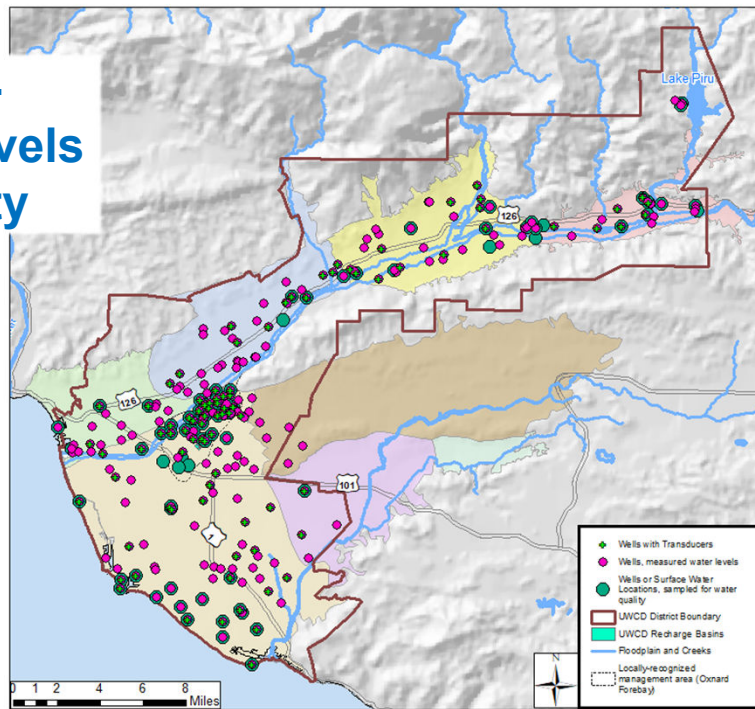 vels
ty
Lake Piru
126
126
101
1
Wells with Transducers
Wells, measured water levels
Wells or Surface Water
Locations, sampled for water
quality
UWCD District Boundary
UWCD Recharge Basins
Floodplain and Creeks
Locally-recognized
management area (Oxnard
Forebay)
0 1 2 4 6 8
Miles